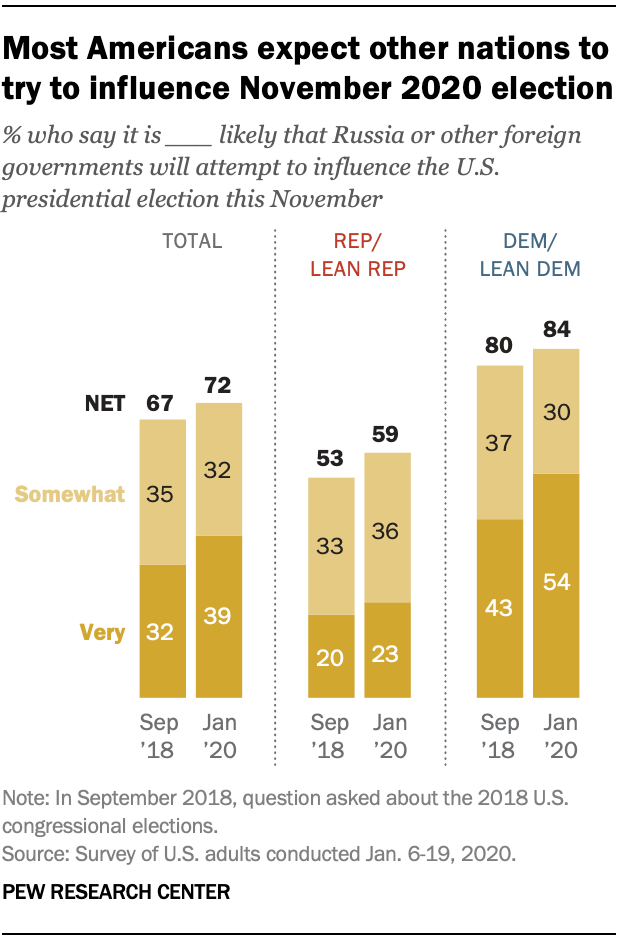 Most Americans expect other nations to
try to influence November 2020 election
% who say it is ___ likely that Russia or other foreign
governments will attempt to influence the U.S.
presidential election this November
TOTAL
REP/
LEAN REP
DEM/
LEAN DEM
NET 67 72
53 59
80 84
Somewhat 35 32
33 36
37 30
Very 32 39
20 23
43 54
Sep
’18
Jan
’20
Sep
’18
Jan
’20
Sep
’18
Jan
’20
Note: In September 2018, question asked about the 2018 U.S.
congressional elections.
Source: Survey of U.S. adults conducted Jan. 6-19, 2020.
PEW RESEARCH CENTER